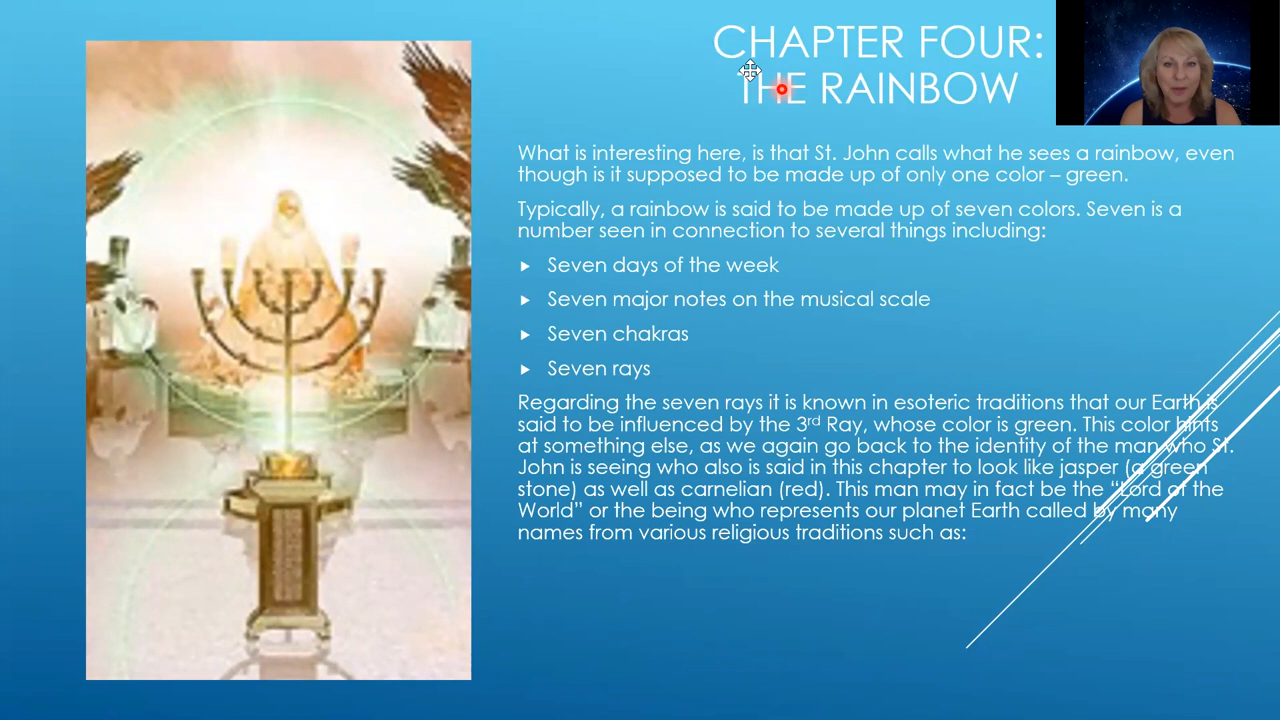 CHAPTER FOUR:
THE RAINBOW
What is interesting here, is that St. John calls what he sees a rainbow, even
though is it supposed to be made up of only one color – green.
Typically, a rainbow is said to be made up of seven colors. Seven is a
number seen in connection to several things including:
Seven days of the week
Seven major notes on the musical scale
Seven chakras
Seven rays
Regarding the seven rays it is known in esoteric traditions that our Earth is
said to be influenced by the 3rd Ray, whose color is green. This color hints
at something else, as we again go back to the identity of the man who St.
John is seeing who also is said in this chapter to look like jasper (a green
stone) as well as carnelian (red). This man may in fact be the “Lord of the
World” or the being who represents our planet Earth called by many
names from various religious traditions such as: